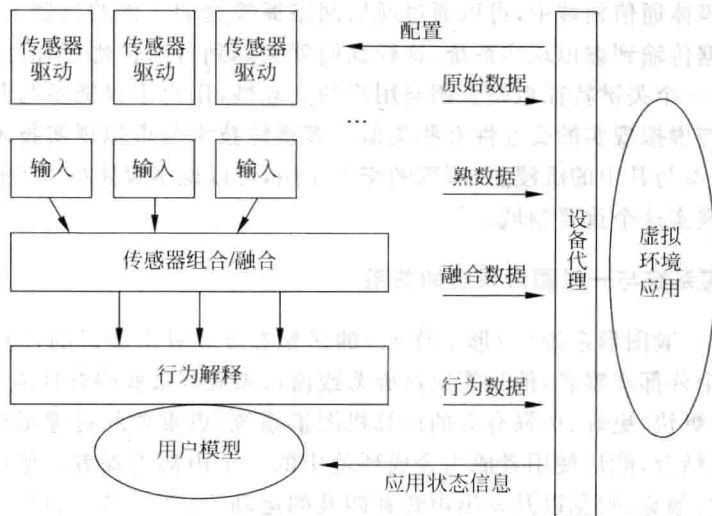 传感器
驱动
传感器
驱动
传感器
驱动
配置
原始数据
…
输入
输入
输入
熟数据
传感器组合/融合
融合数据
设备代理
虚拟
环境
应用
行为解释
行为数据
用户模型
应用状态信息